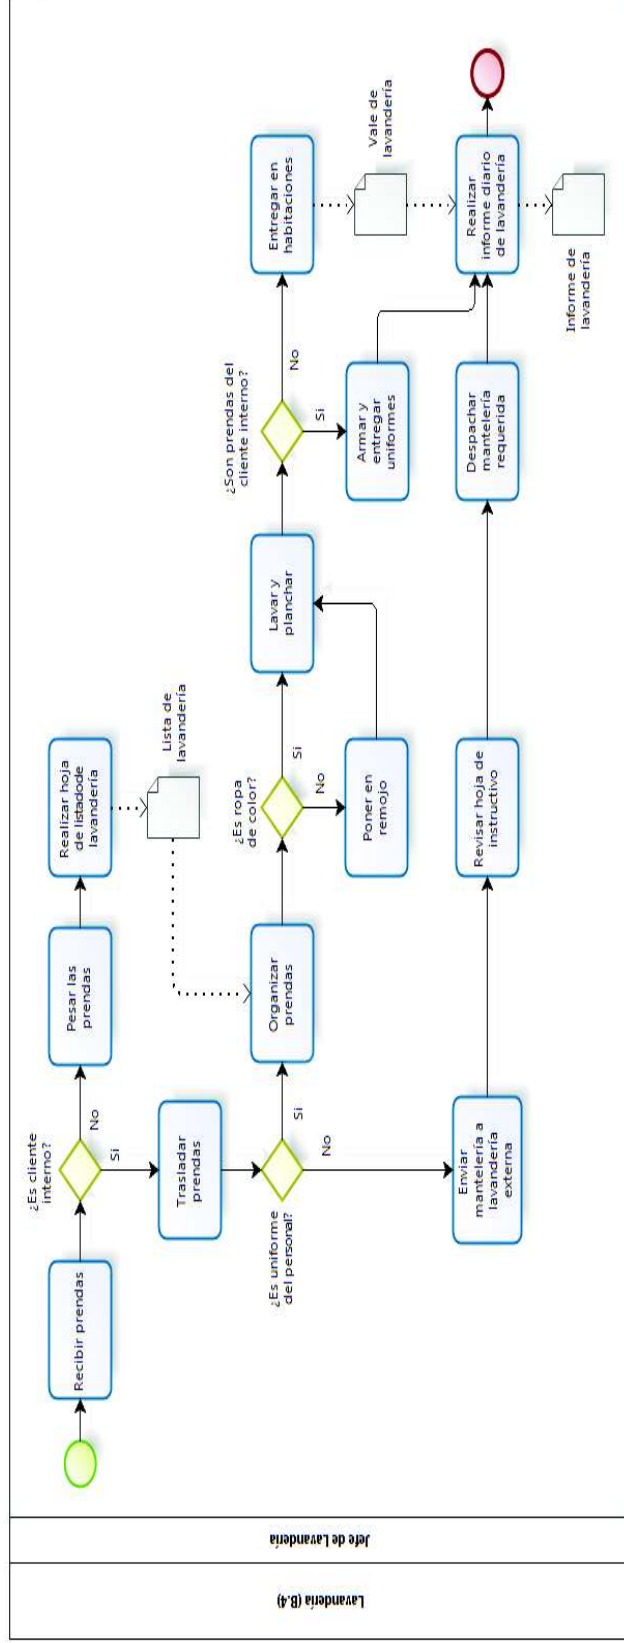 Lavandería (B.4)
Jefe de Lavandería
Recibir prendas
¿Es cliente
interno?
No
Si
Pesar las
prendas
Realizar hoja
de listadode
lavandería
Lista de
lavandería
Trasladar
prendas
¿Es uniforme
del personal?
Si
No
Organizar
prendas
¿Es ropa
de color?
Si
No
Poner en
remojo
Lavar y
planchar
¿Son prendas del
cliente interno?
No
Si
Entregar en
habitaciones
Vale de
lavandería
Armar y
entregar
uniformes
Enviar
mantelería a
lavandería
externa
Revisar hoja de
instructivo
Despachar
mantelería
requerida
Realizar
informe diario
de lavandería
Informe de
lavandería